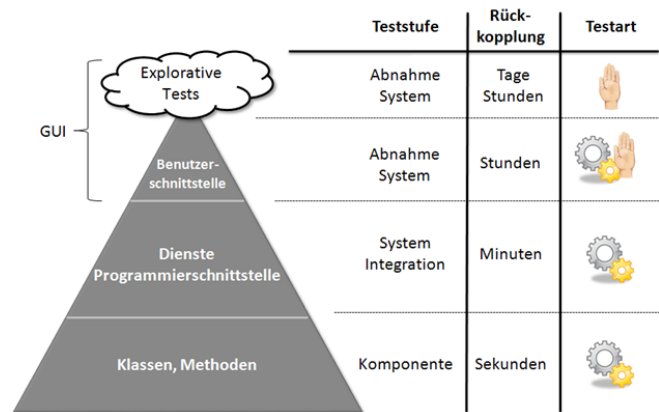 Teststufe
Rück-
kopplung
Testart
GUI
Explorative
Tests
Abnahme
System
Tage
Stunden
Benutzer-
schnittstelle
Abnahme
System
Stunden
Dienste
Programmierschnittstelle
System
Integration
Minuten
Klassen, Methoden
Komponente
Sekunden